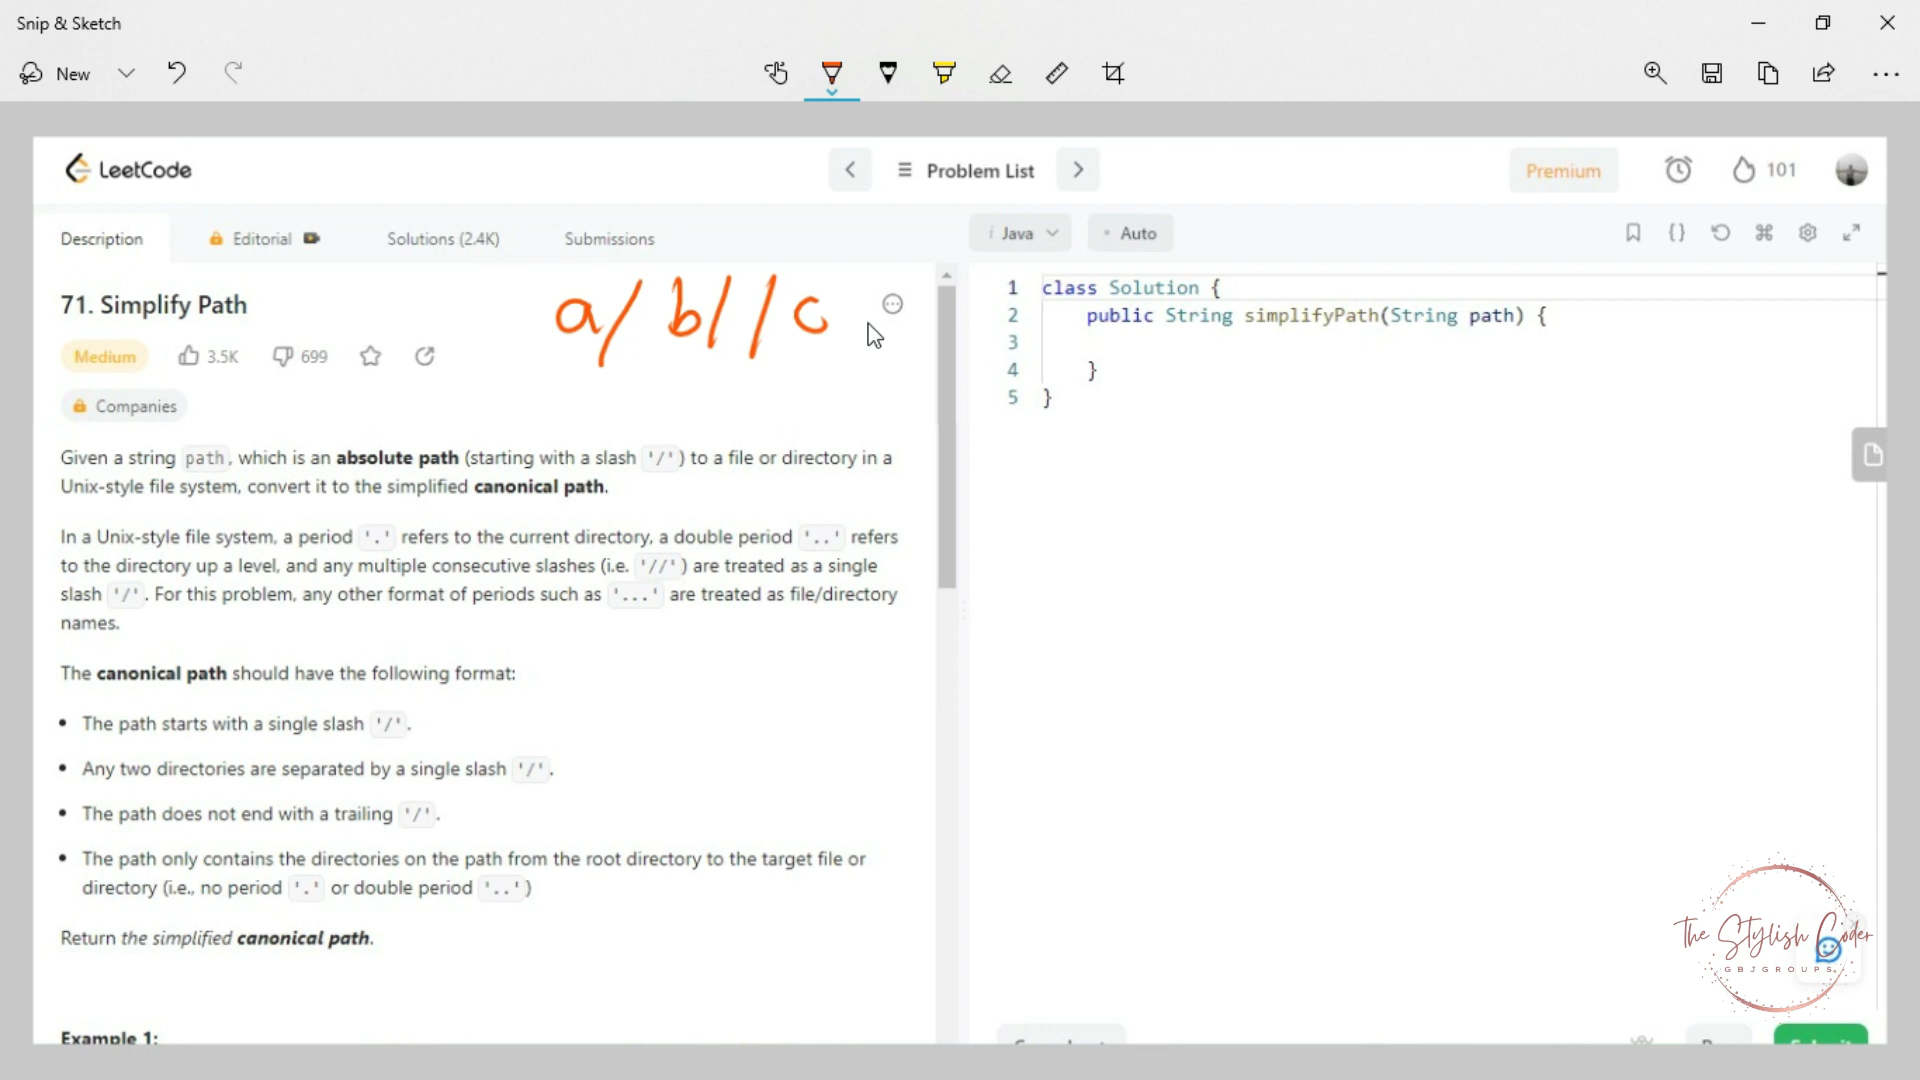 Snip & Sketch
New
LeetCode
Problem List
Premium
101
Description
Editorial
Solutions (2.4K)
Submissions
i Java
Auto
71. Simplify Path
a/b//c
Medium
3.5K
699
Companies
Given a string path, which is an absolute path (starting with a slash '/') to a file or directory in a
Unix-style file system, convert it to the simplified canonical path.
In a Unix-style file system, a period '.' refers to the current directory, a double period '..' refers
to the directory up a level, and any multiple consecutive slashes (i.e. '//') are treated as a single
slash '/'. For this problem, any other format of periods such as '...' are treated as file/directory
names.
The canonical path should have the following format:
• The path starts with a single slash '/'.
• Any two directories are separated by a single slash '/'.
• The path does not end with a trailing '/'.
• The path only contains the directories on the path from the root directory to the target file or
directory (i.e., no period '.' or double period '..')
Return the simplified canonical path.
Example 1:
1 class Solution {
2 public String simplifyPath(String path) {
3
4 }
5 }
The Stylish Coder
GBJGROUPS